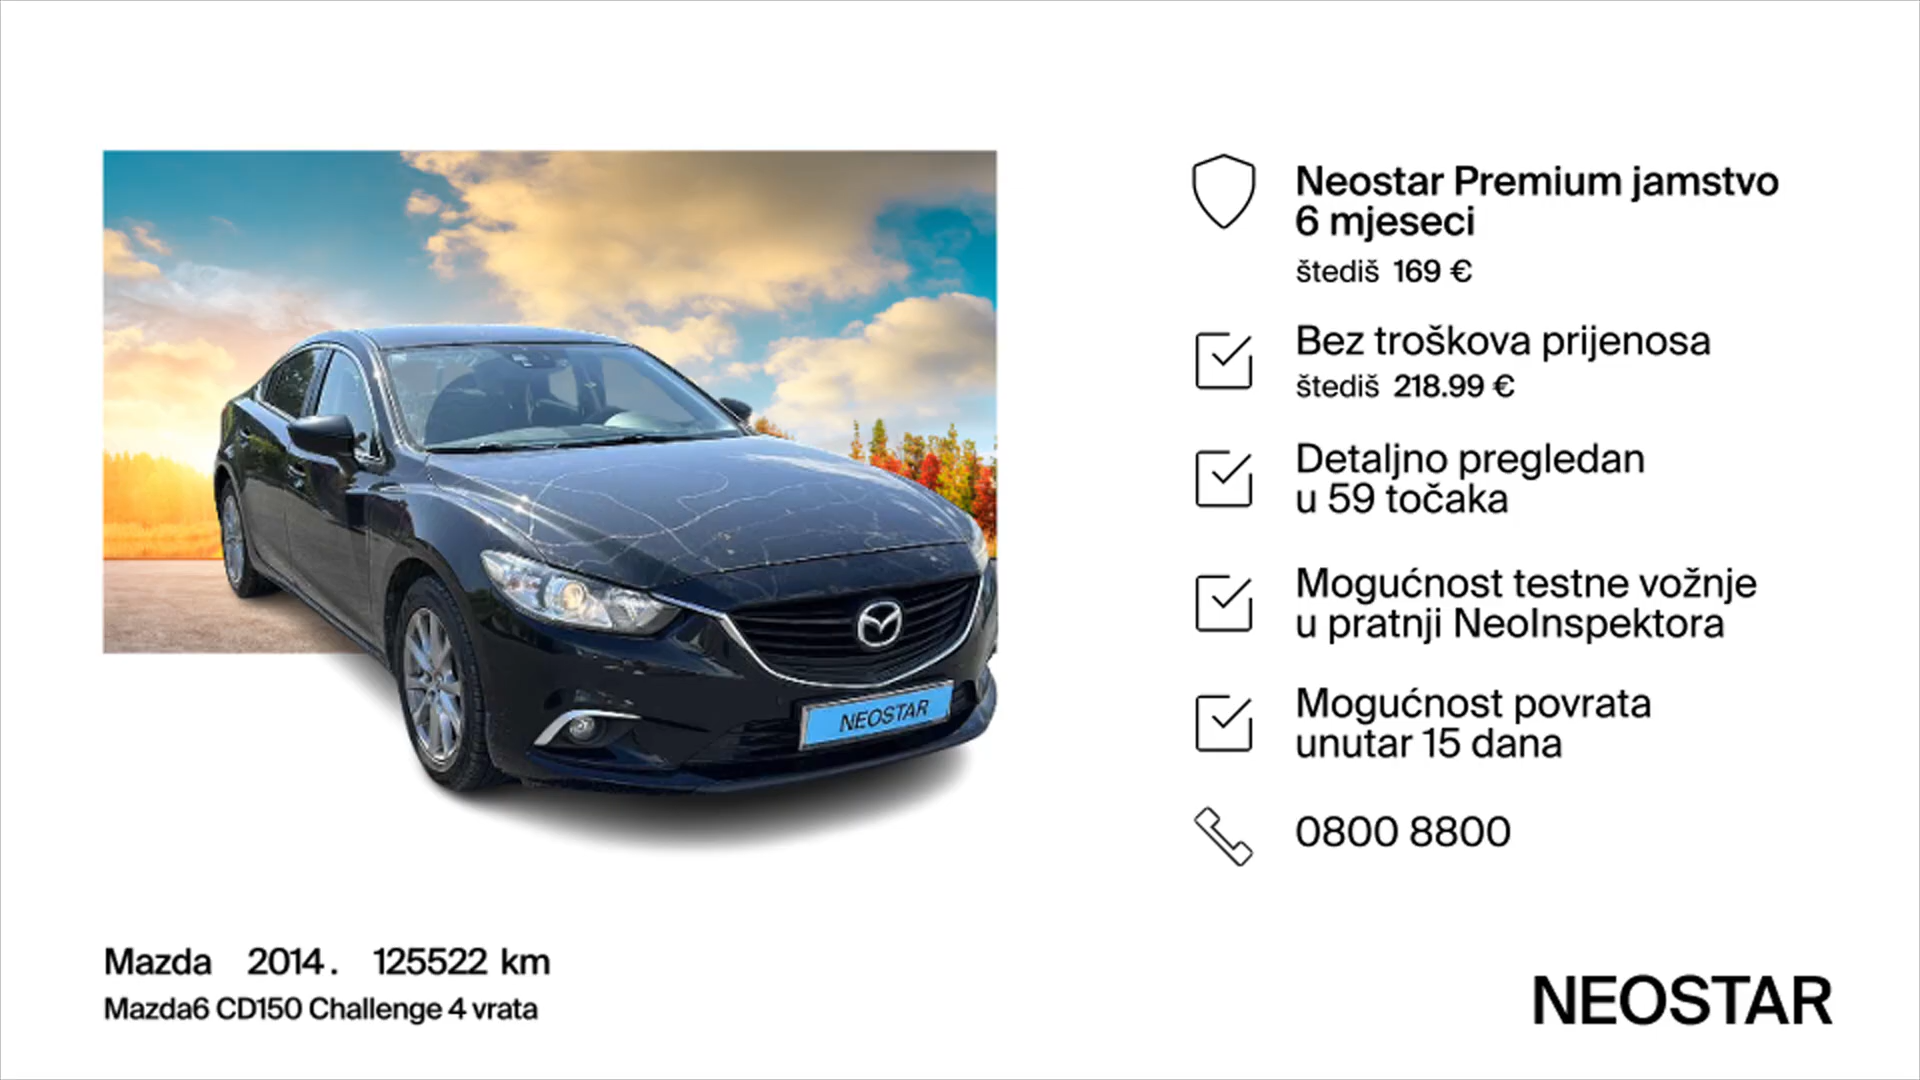 Neostar Premium jamstvo
6 mjeseci
štediš 169 €
Bez troškova prijenosa
štediš 218.99 €
Detaljno pregledan
u 59 točaka
Mogućnost testne vožnje
u pratnji NeoInspektora
Mogućnost povrata
unutar 15 dana
0800 8800
NEOSTAR
Mazda 2014. 125522 km
Mazda6 CD150 Challenge 4 vrata
NEOSTAR